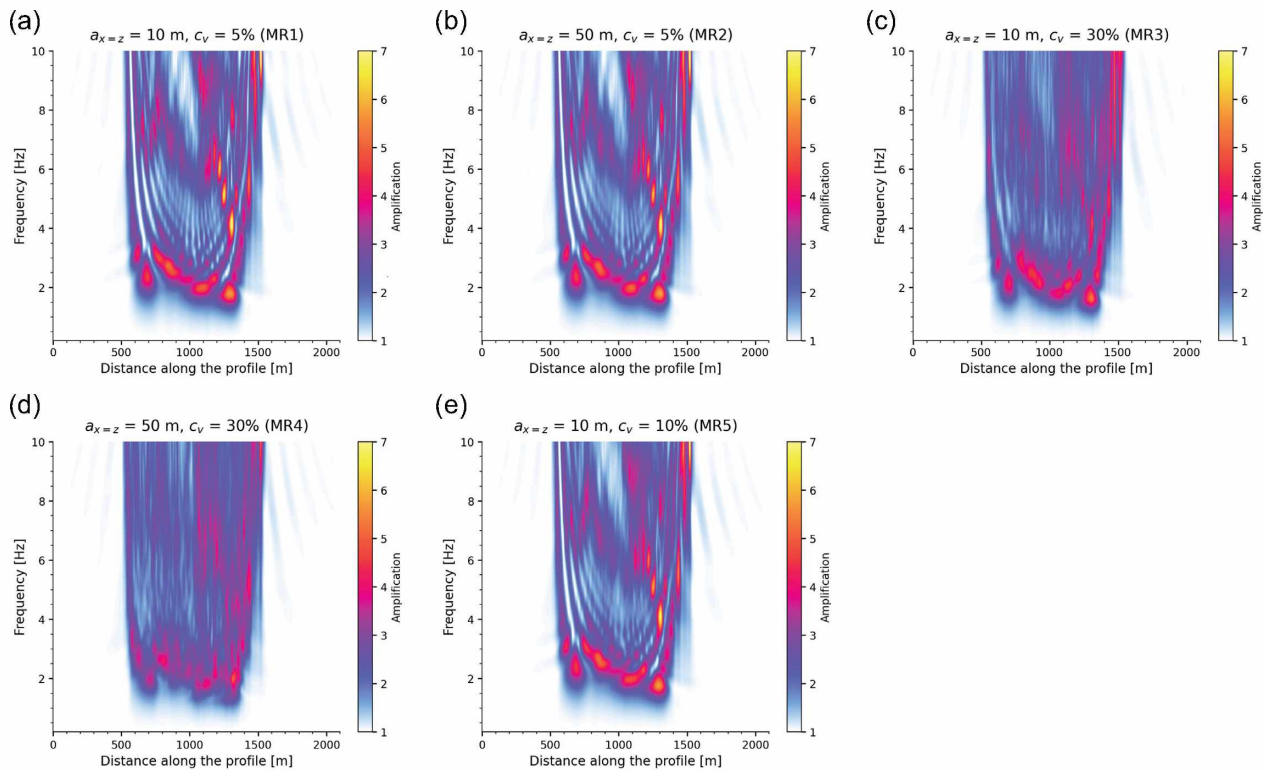 (a)
a_{x=z} = 10 m, c_v = 5% (MR1)
10
8
6
4
2
Frequency [Hz]
0 500 1000 1500 2000
Distance along the profile [m]
7
6
5
4
3
2
1
Amplification
(b)
a_{x=z} = 50 m, c_v = 5% (MR2)
10
8
6
4
2
Frequency [Hz]
0 500 1000 1500 2000
Distance along the profile [m]
7
6
5
4
3
2
1
Amplification
(c)
a_{x=z} = 10 m, c_v = 30% (MR3)
10
8
6
4
2
Frequency [Hz]
0 500 1000 1500 2000
Distance along the profile [m]
7
6
5
4
3
2
1
Amplification
(d)
a_{x=z} = 50 m, c_v = 30% (MR4)
10
8
6
4
2
Frequency [Hz]
0 500 1000 1500 2000
Distance along the profile [m]
7
6
5
4
3
2
1
Amplification
(e)
a_{x=z} = 10 m, c_v = 10% (MR5)
10
8
6
4
2
Frequency [Hz]
0 500 1000 1500 2000
Distance along the profile [m]
7
6
5
4
3
2
1
Amplification